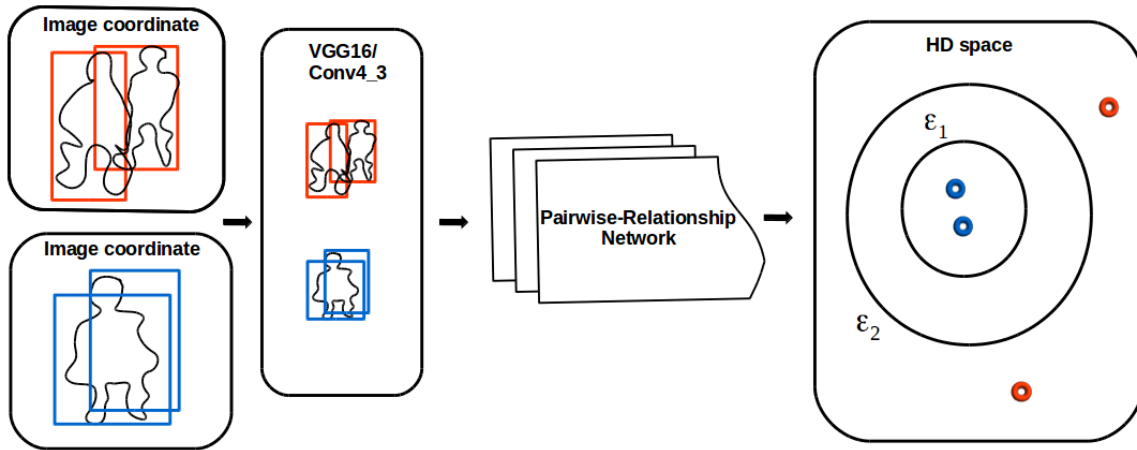 Image coordinate
Image coordinate
VGG16/
Conv4_3
Pairwise-Relationship
Network
HD space
ε1
ε2